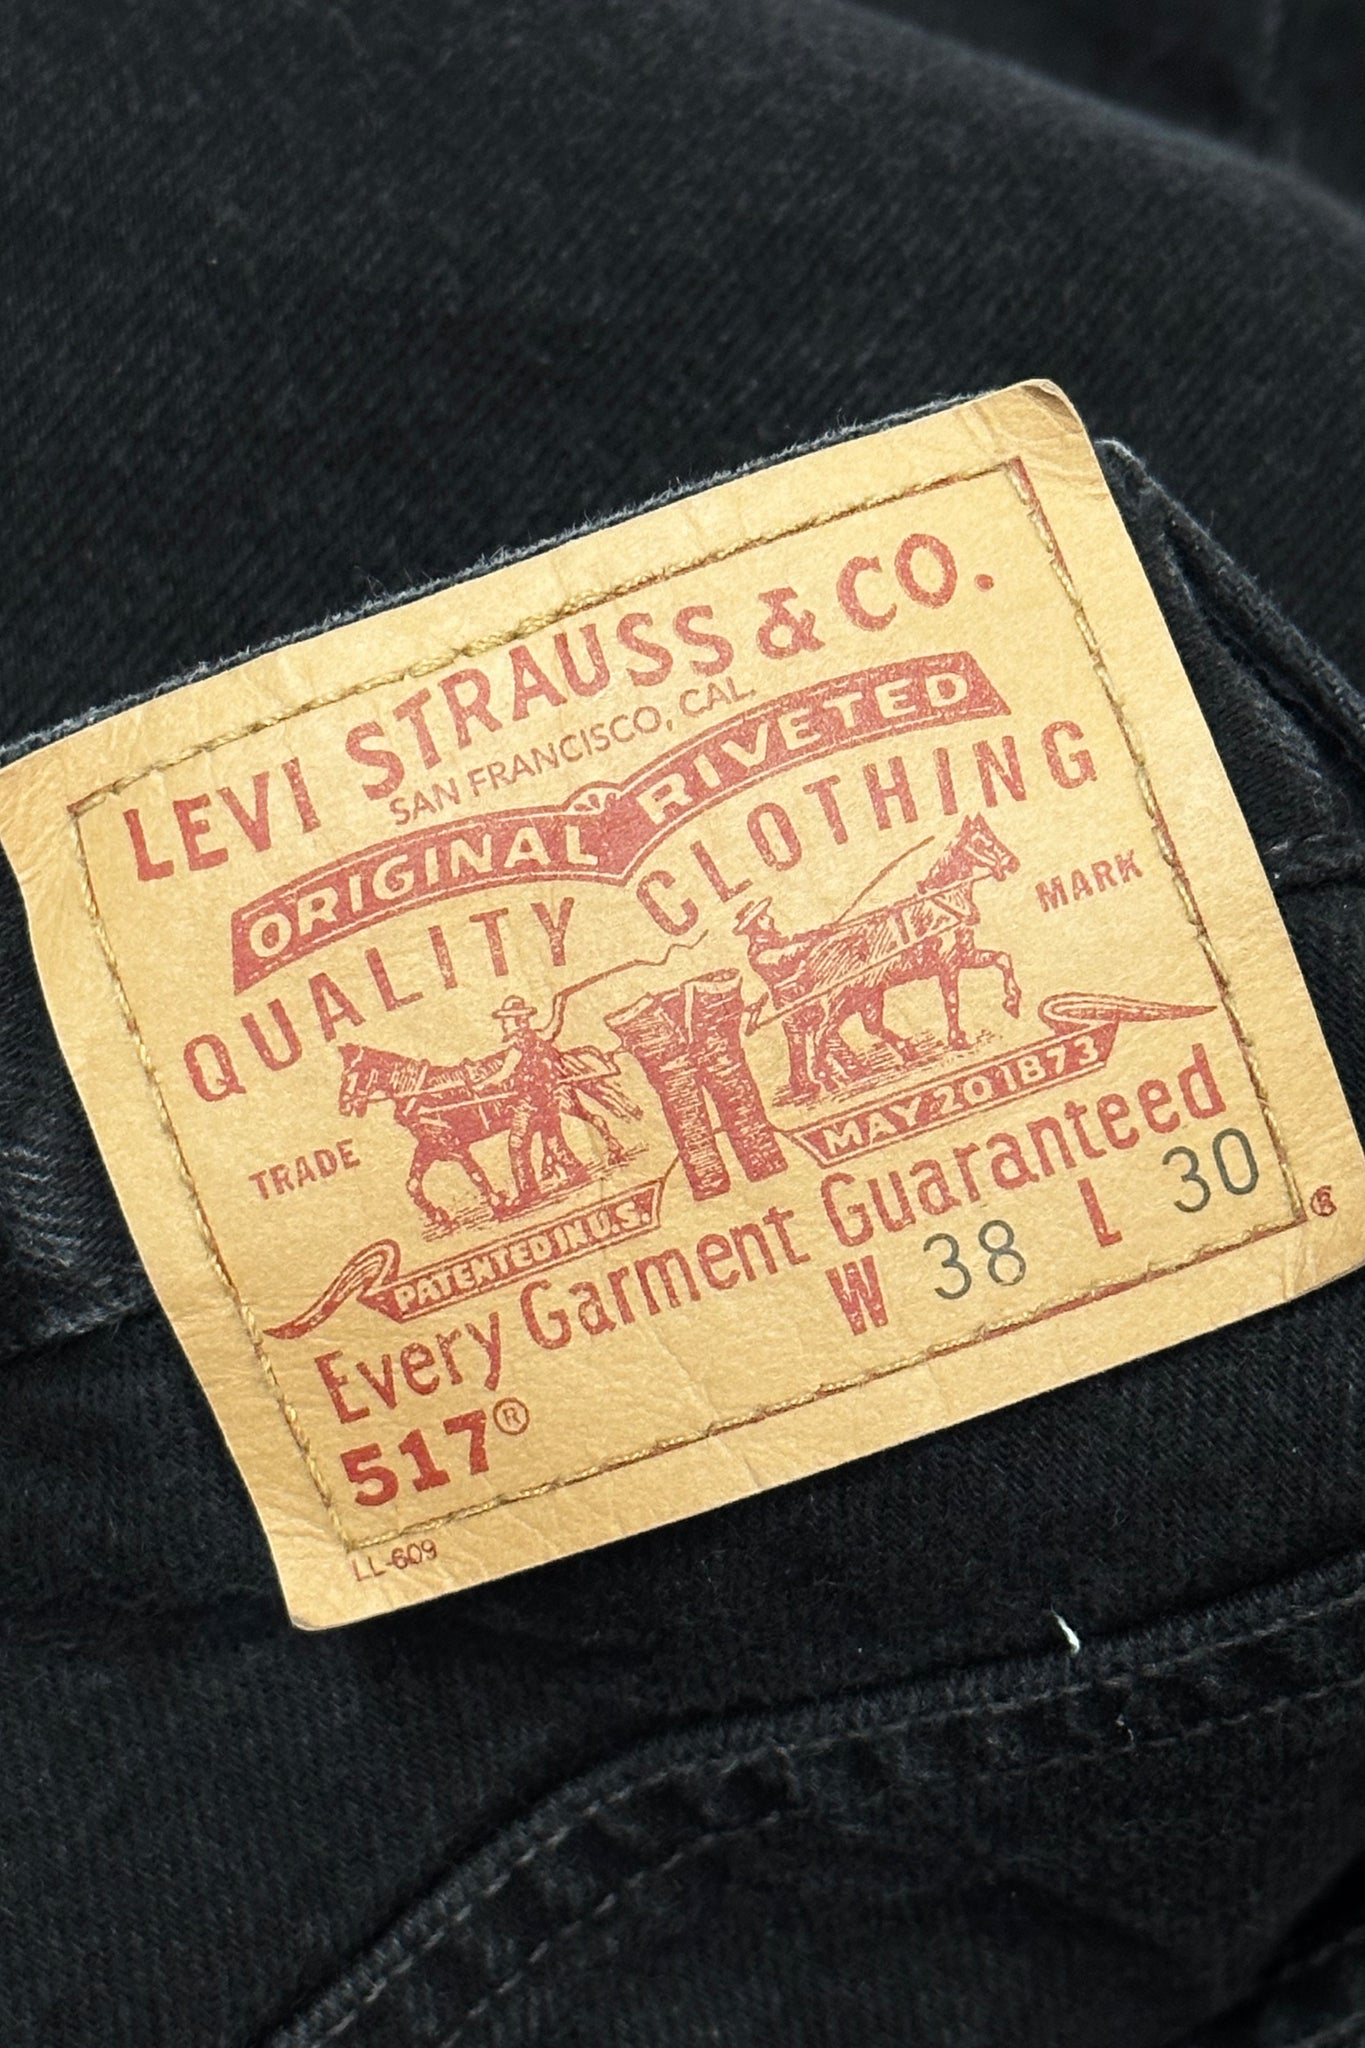 LEVI STRAUSS & CO.
SAN FRANCISCO, CAL.
ORIGINAL RIVETED
QUALITY CLOTHING
TRADE MARK
PATENTED IN U.S. MAY 20 1873
Every Garment Guaranteed
517® W 38 L 30
LL-609